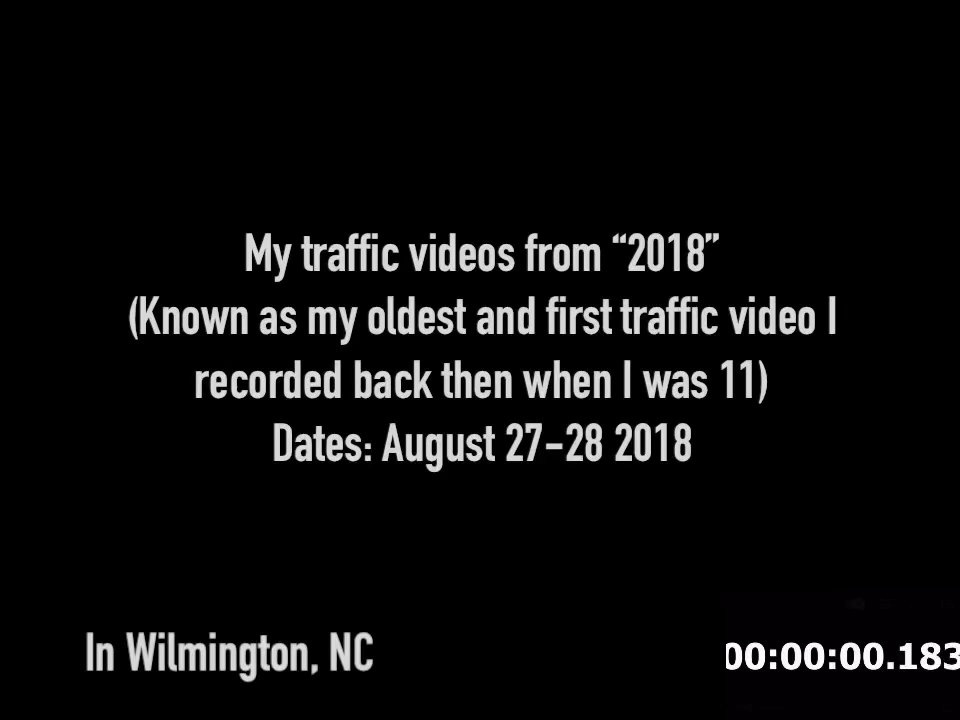 My traffic videos from “2018”
(Known as my oldest and first traffic video I
recorded back then when I was 11)
Dates: August 27-28 2018
In Wilmington, NC
00:00:00.183